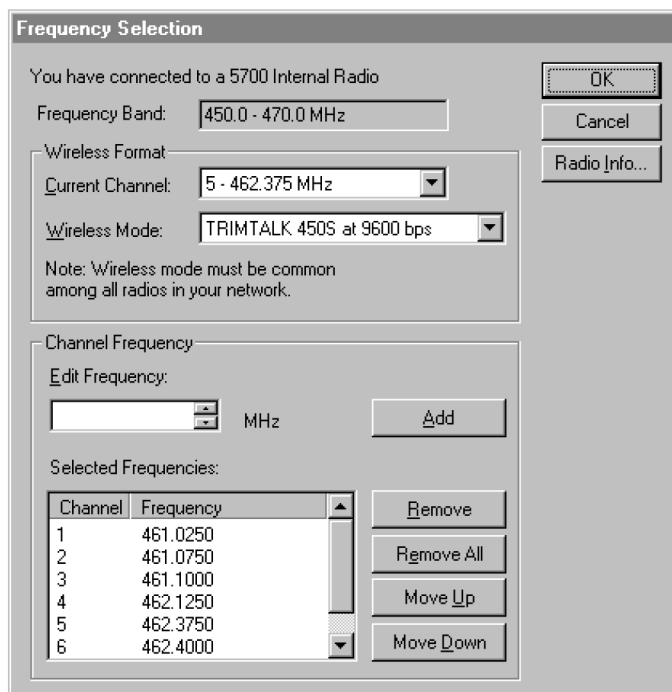 Frequency Selection
You have connected to a 5700 Internal Radio
Frequency Band: 450.0 - 470.0 MHz
OK
Cancel
Radio Info...
Wireless Format
Current Channel: 5 - 462.375 MHz
Wireless Mode: TRIMTALK 450S at 9600 bps
Note: Wireless mode must be common
among all radios in your network.
Channel Frequency
Edit Frequency:
MHz
Add
Selected Frequencies:
Channel Frequency
1 461.0250
2 461.0750
3 461.1000
4 462.1250
5 462.3750
6 462.4000
Remove
Remove All
Move Up
Move Down